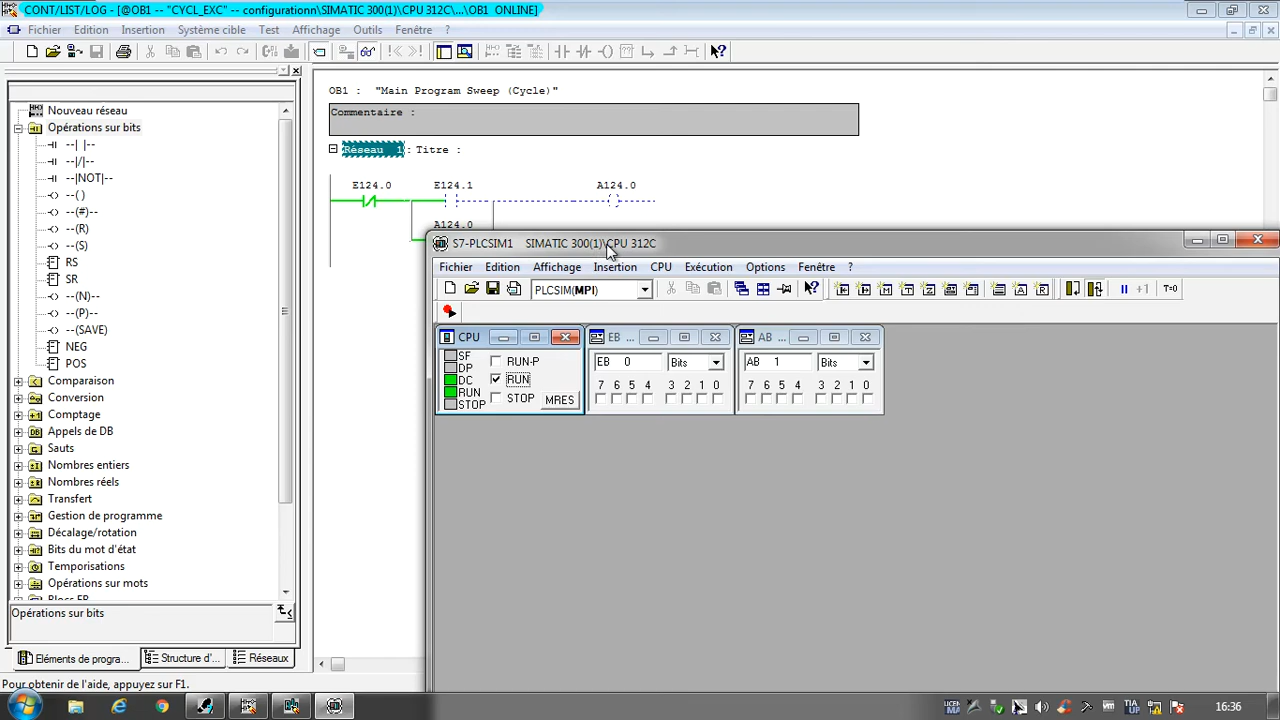 CONT/LIST/LOG - [@OB1 -- "CYCL_EXC" -- configurationn\SIMATIC 300(1)\CPU 312C\...\OB1 ONLINE]
Fichier Edition Insertion Système cible Test Affichage Outils Fenêtre ?
Nouveau réseau
Opérations sur bits
--| |--
--|/|--
--|NOT|--
--( )
--(#)--
--(R)
--(S)
RS
SR
--(N)--
--(P)--
--(SAVE)
NEG
POS
Comparaison
Conversion
Comptage
Appels de DB
Sauts
Nombres entiers
Nombres réels
Transfert
Gestion de programme
Décalage/rotation
Bits du mot d'état
Temporisations
Opérations sur mots
Blocs FB
Opérations sur bits
Eléments de progra...
Structure d'...
Réseaux
Pour obtenir de l'aide, appuyez sur F1.
OB1 : "Main Program Sweep (Cycle)"
Commentaire :
Réseau 1 : Titre :
E124.0 E124.1 A124.0
A124.0
S7-PLCSIM1 SIMATIC 300(1)\CPU 312C
Fichier Edition Affichage Insertion CPU Exécution Options Fenêtre ?
PLCSIM(MPI)
+1 T=0
CPU
SF
DP
DC
RUN
STOP
RUN-P
RUN
STOP
MRES
EB ...
EB 0 Bits
7 6 5 4 3 2 1 0
AB ...
AB 1 Bits
7 6 5 4 3 2 1 0
16:36